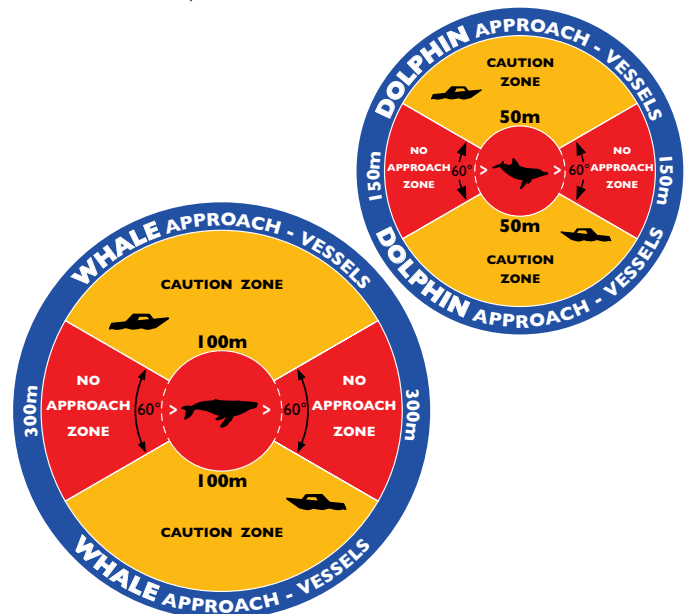 DOLPHIN APPROACH - VESSELS
CAUTION
ZONE
50m
NO
APPROACH
ZONE
60°
>
>
60°
NO
APPROACH
ZONE
150m
150m
50m
CAUTION
ZONE
DOLPHIN APPROACH - VESSELS
WHALE APPROACH - VESSELS
CAUTION ZONE
100m
NO
APPROACH
ZONE
60°
>
>
60°
NO
APPROACH
ZONE
300m
300m
100m
CAUTION ZONE
WHALE APPROACH - VESSELS